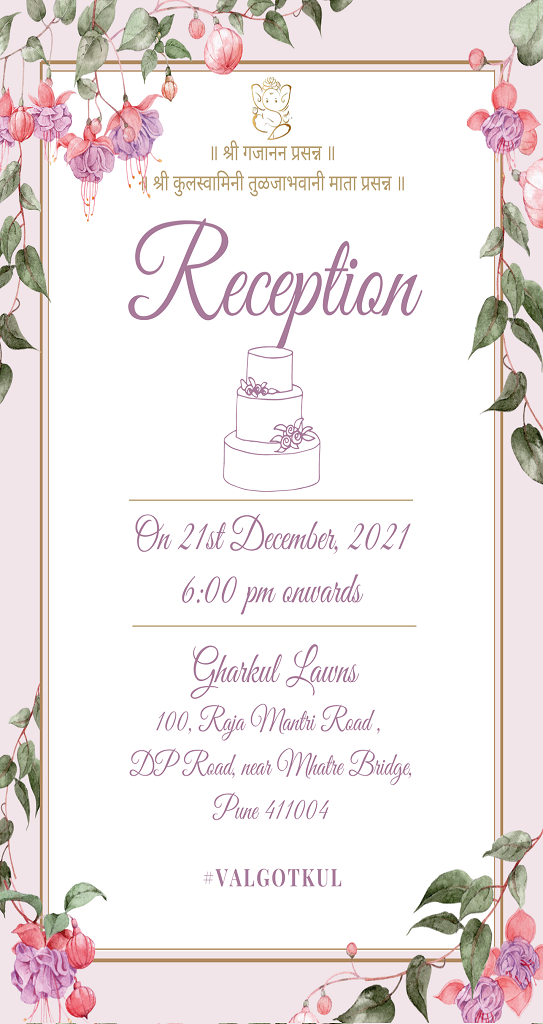 ॥ श्री गजानन प्रसन्न ॥
॥ श्री कुलस्वामिनी तुळजाभवानी माता प्रसन्न ॥
Reception
On 21st December, 2021
6:00 pm onwards
Gharkul Lawns
100, Raja Mantri Road ,
DP Road, near Mhatre Bridge,
Pune 411004
#VALGOTKUL